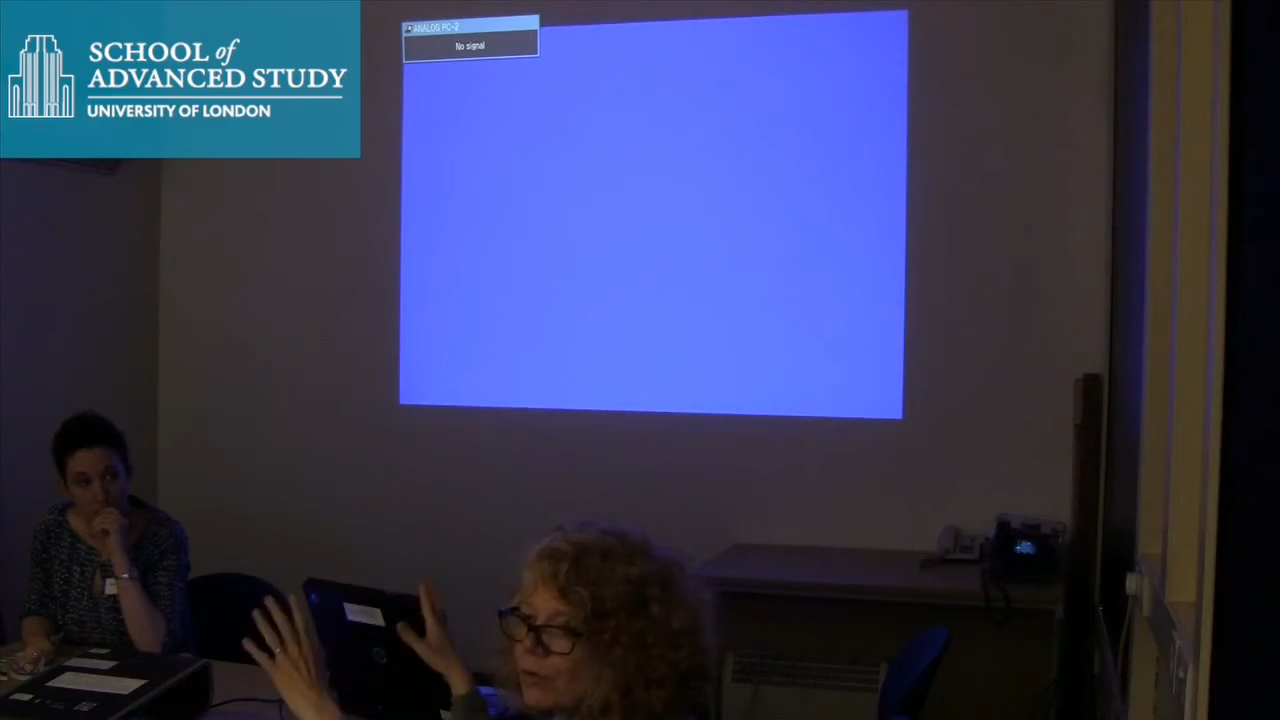 SCHOOL of
ADVANCED STUDY
UNIVERSITY OF LONDON
ANALOG PC-2
No signal